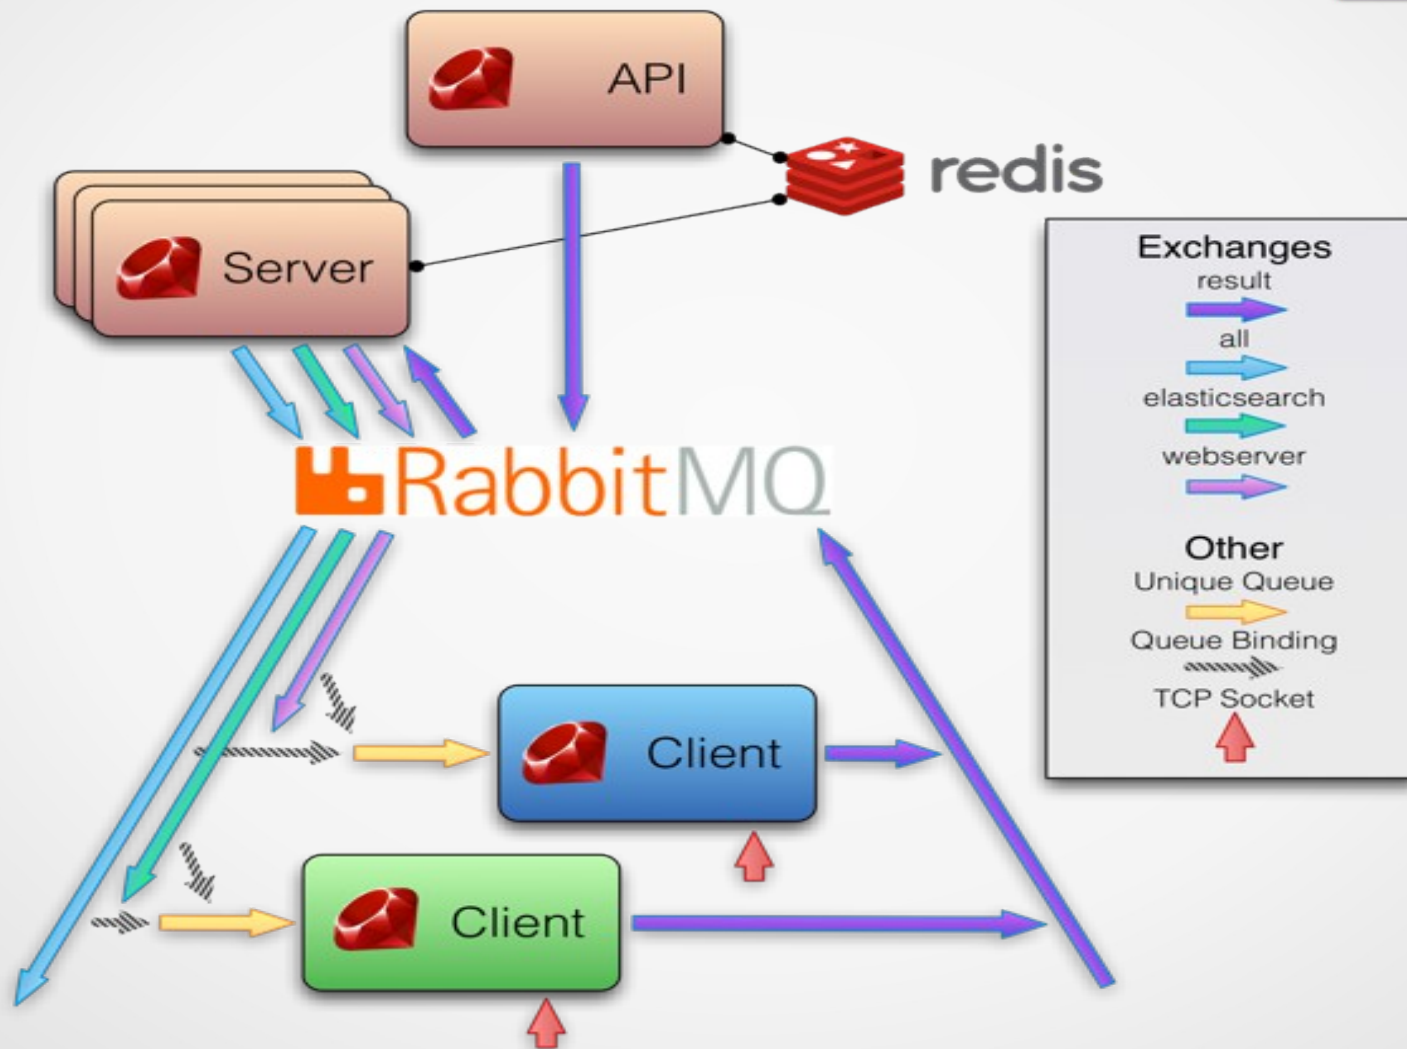 API
redis
Server
Exchanges
result
all
elasticsearch
webserver
RabbitMQ
Other
Unique Queue
Queue Binding
TCP Socket
Client
Client